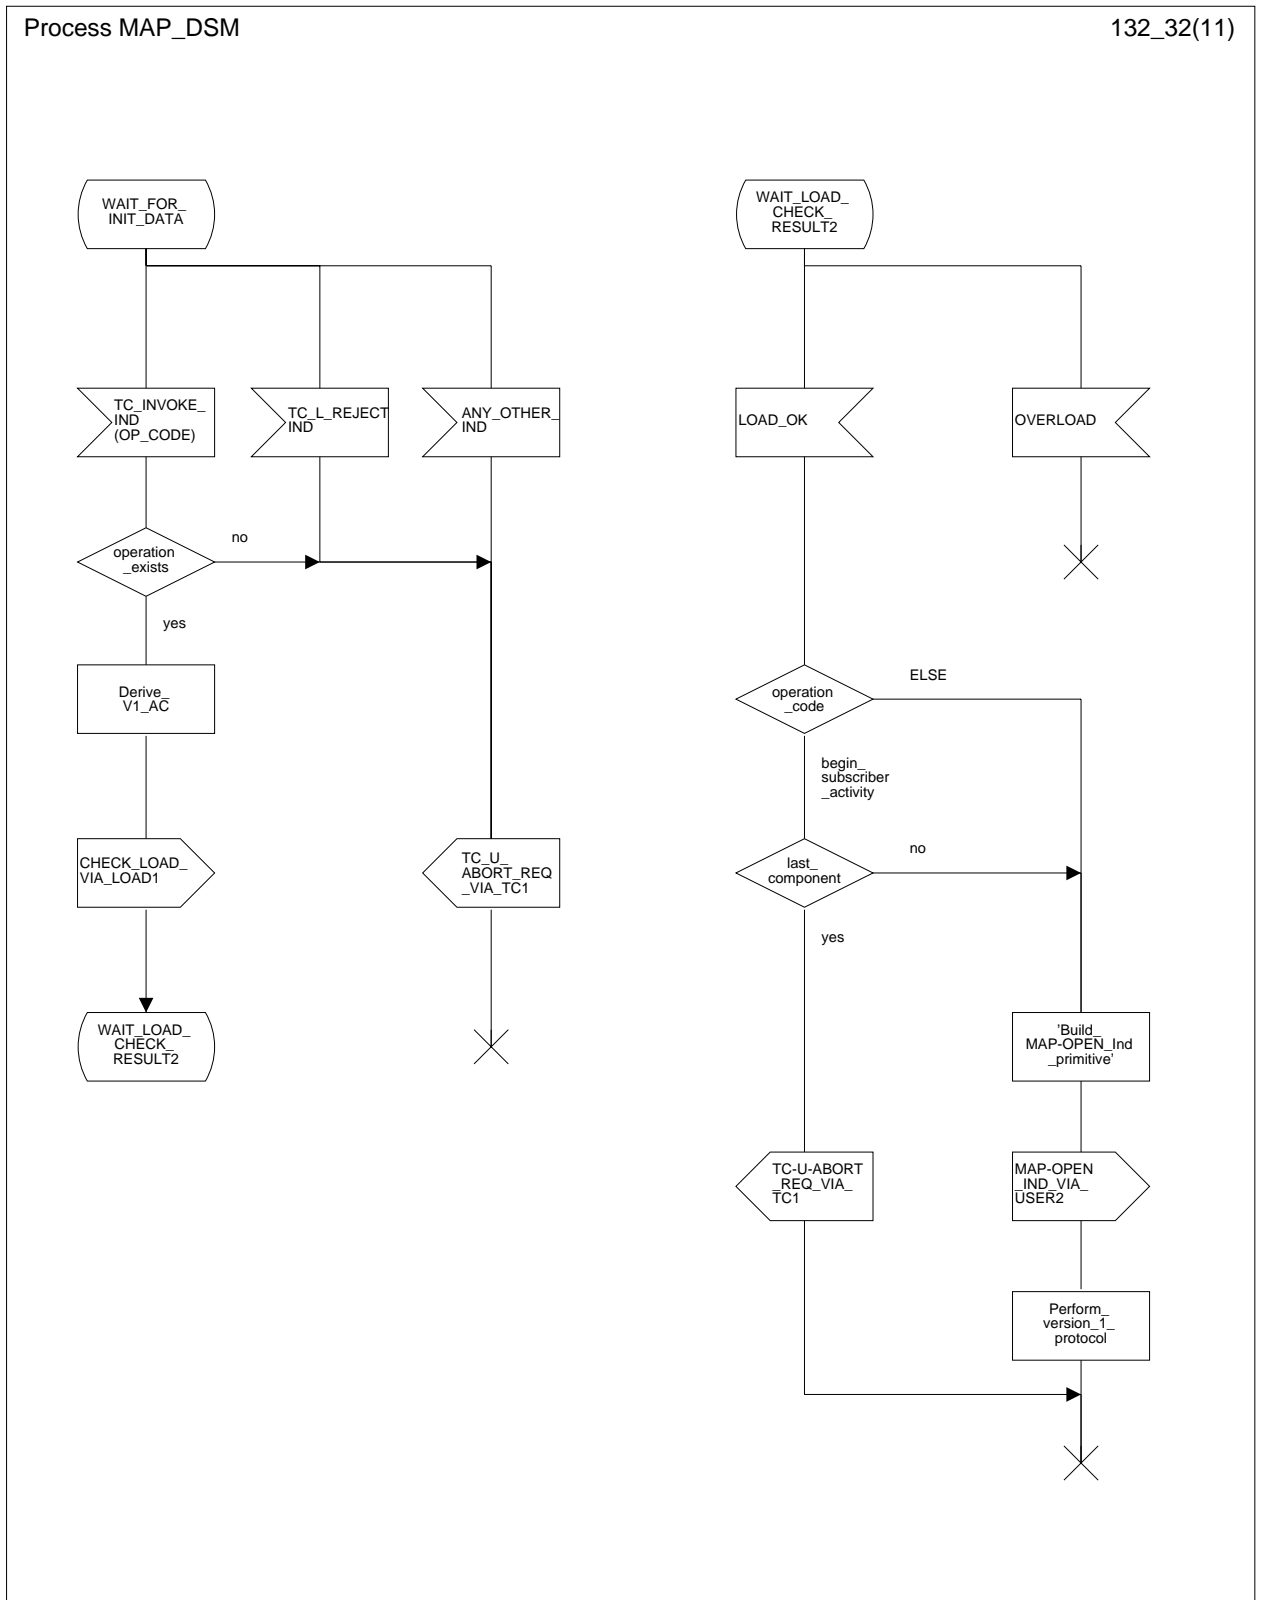 Process MAP_DSM
132_32(11)
WAIT_FOR_
INIT_DATA
TC_INVOKE_
IND
(OP_CODE)
TC_L_REJECT
IND
ANY_OTHER_
IND
operation
_exists
no
yes
Derive_
V1_AC
CHECK_LOAD_
VIA_LOAD1
TC_U_
ABORT_REQ
_VIA_TC1
WAIT_LOAD_
CHECK_
RESULT2
WAIT_LOAD_
CHECK_
RESULT2
LOAD_OK
OVERLOAD
operation
_code
ELSE
begin_
subscriber
_activity
last_
component
no
yes
'Build_
MAP-OPEN_Ind
_primitive'
TC-U-ABORT
_REQ_VIA_
TC1
MAP-OPEN
_IND_VIA_
USER2
Perform_
version_1_
protocol